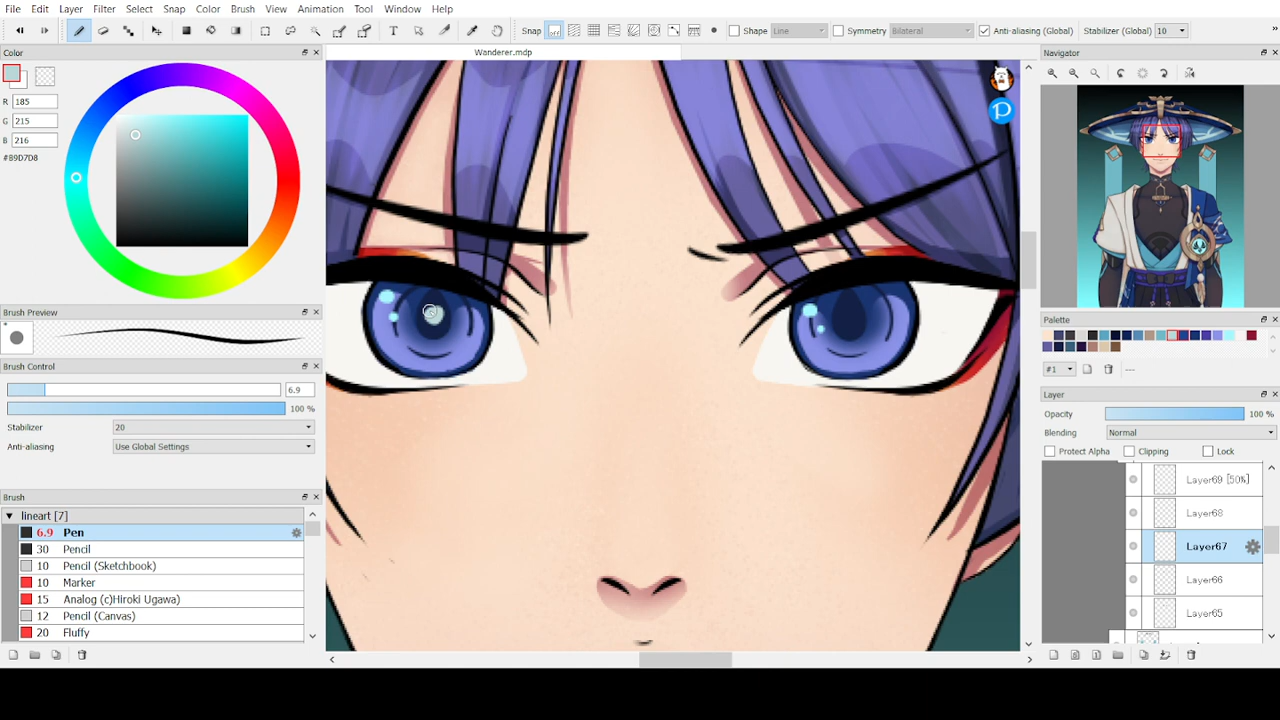 File Edit Layer Filter Select Snap Color Brush View Animation Tool Window Help
Snap Shape Line Symmetry Bilateral Anti-aliasing (Global) Stabilizer (Global) 10
Color
Wanderer.mdp
Navigator
R 185
G 215
B 216
#B9D7D8
Brush Preview
Brush Control
6.9
100 %
Stabilizer 20
Anti-aliasing Use Global Settings
Brush
lineart [7]
6.9 Pen
30 Pencil
10 Pencil (Sketchbook)
10 Marker
15 Analog (c)Hiroki Ugawa)
12 Pencil (Canvas)
20 Fluffy
Palette
#1 ---
Layer
Opacity 100 %
Blending Normal
Protect Alpha Clipping Lock
Layer69 [50%]
Layer68
Layer67
Layer66
Layer65